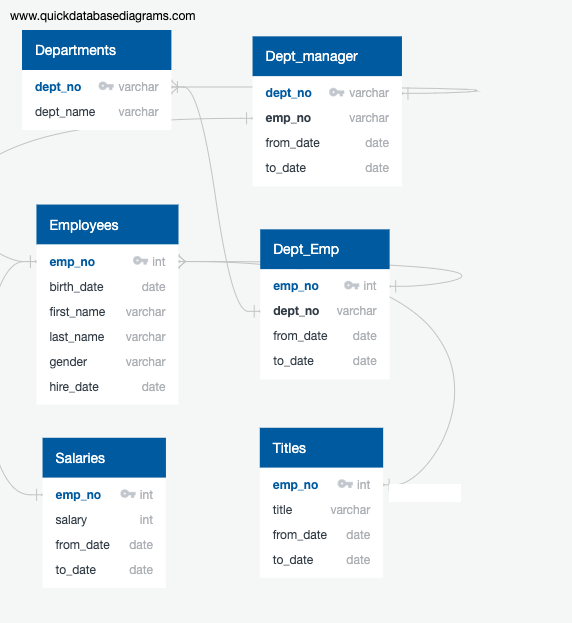 www.quickdatabasediagrams.com
Departments
dept_no varchar
dept_name varchar
Dept_manager
dept_no varchar
emp_no varchar
from_date date
to_date date
Employees
emp_no int
birth_date date
first_name varchar
last_name varchar
gender varchar
hire_date date
Dept_Emp
emp_no int
dept_no varchar
from_date date
to_date date
Salaries
emp_no int
salary int
from_date date
to_date date
Titles
emp_no int
title varchar
from_date date
to_date date